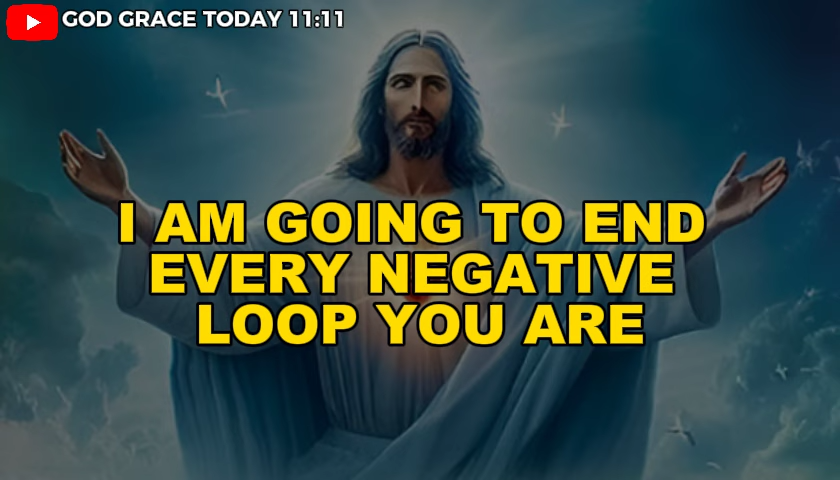 GOD GRACE TODAY 11:11
I AM GOING TO END
EVERY NEGATIVE
LOOP YOU ARE